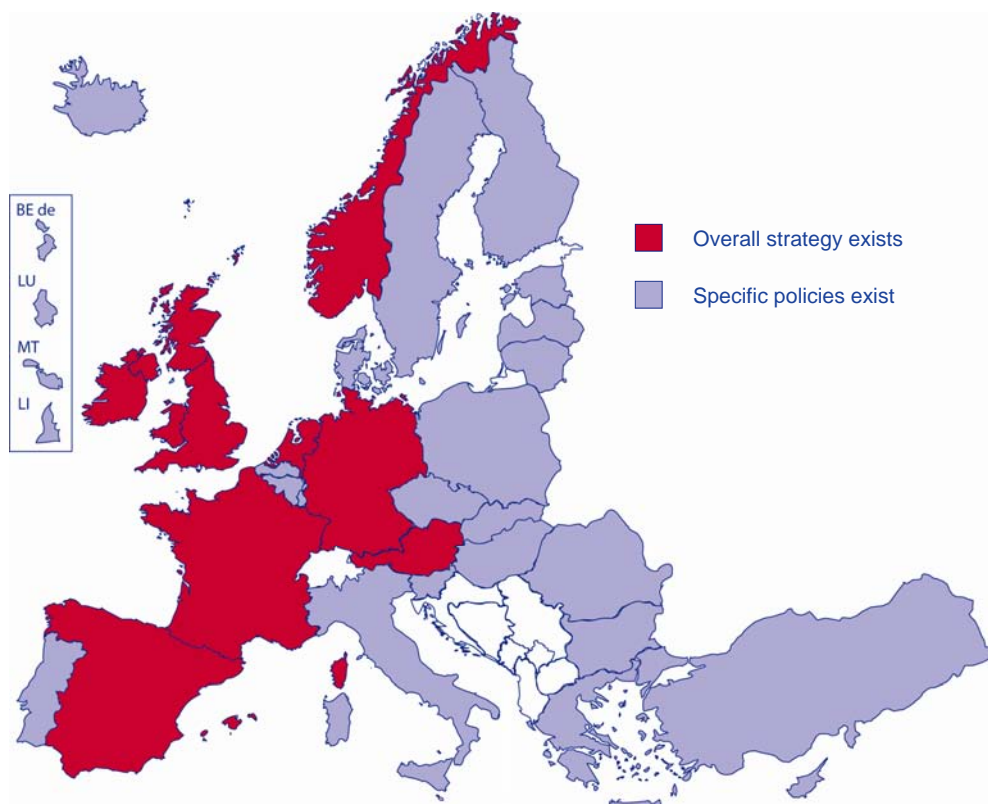 BE de
LU
MT
LI
Overall strategy exists
Specific policies exist